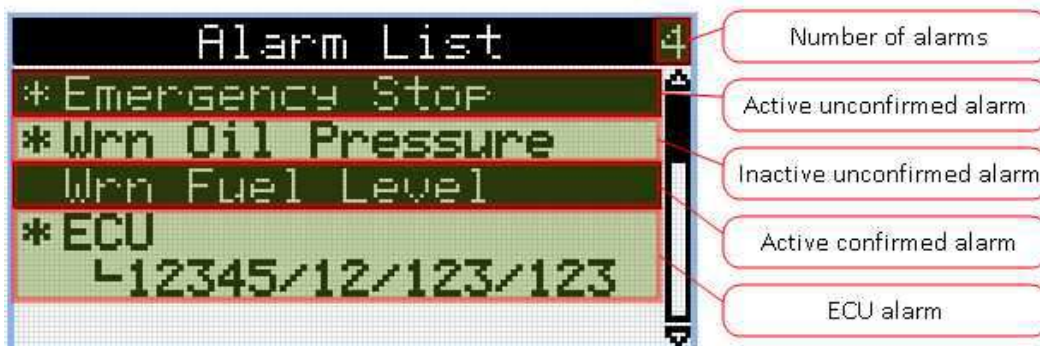 Alarm List 4
* Emergency Stop
* Wrn Oil Pressure
Wrn Fuel Level
* ECU
12345/12/123/123
Number of alarms
Active unconfirmed alarm
Inactive unconfirmed alarm
Active confirmed alarm
ECU alarm